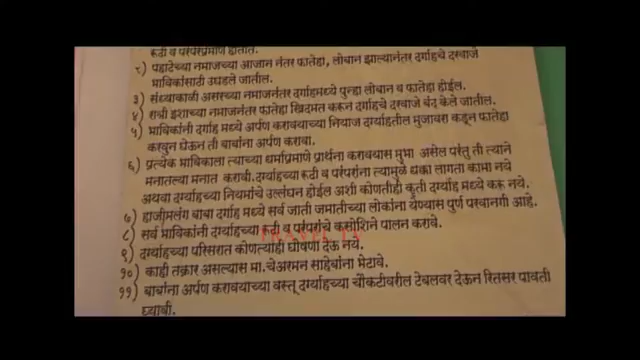 रूढी व परंपरेप्रमाणे होतात.
२) पहाटेच्या नमाजच्या आजान नंतर फातेहा, लोबान झाल्यानंतर दर्गाहचे दरवाजे
भाविकांसाठी उघडले जातील.
३) संध्याकाळी असरच्या नमाजनंतर दर्गाहमध्ये पुन्हा लोबान व फातेहा होईल.
४) रात्री इशाच्या नमाजनंतर फातेहा खिदमत करून दर्गाहचे दरवाजे बंद केले जातील.
५) भाविकांनी दर्गाह मध्ये अर्पण करावयाच्या नियाज दर्ग्याहतील मुजावरा कडून फातेहा
करवुन घेऊन ती बाबांना अर्पण करावी.
६) प्रत्येक भाविकाला त्याच्या धर्माप्रमाणे प्रार्थना करावयास मुभा असेल परंतु ती त्याने
मनातल्या मनात करावी. दर्ग्याहच्या रूढी व परंपरांना त्यामुळे धक्का लागता कामा नये
अथवा दर्ग्याहच्या नियमांचे उल्लंघन होईल अशी कोणतीही कृती दर्ग्याह मध्ये करू नये.
७) हाजीमलंग बाबा दर्गाह मध्ये सर्व जाती जमातीच्या लोकांना येण्यास पुर्ण परवानगी आहे.
८) सर्व भाविकांनी दर्ग्याहच्या रूढी व परंपरांचे कसोशिने पालन करावे.
९) दर्ग्याहच्या परिसरात कोणत्याही घोषणा देऊ नये.
१०) काही तक्रार असल्यास मा. चेअरमन साहेबांना भेटावे.
११) बाबांना अर्पण करावयाच्या वस्तू दर्ग्याहच्या चौकटीवरील टेबलवर देऊन रितसर पावती
घ्यावी.